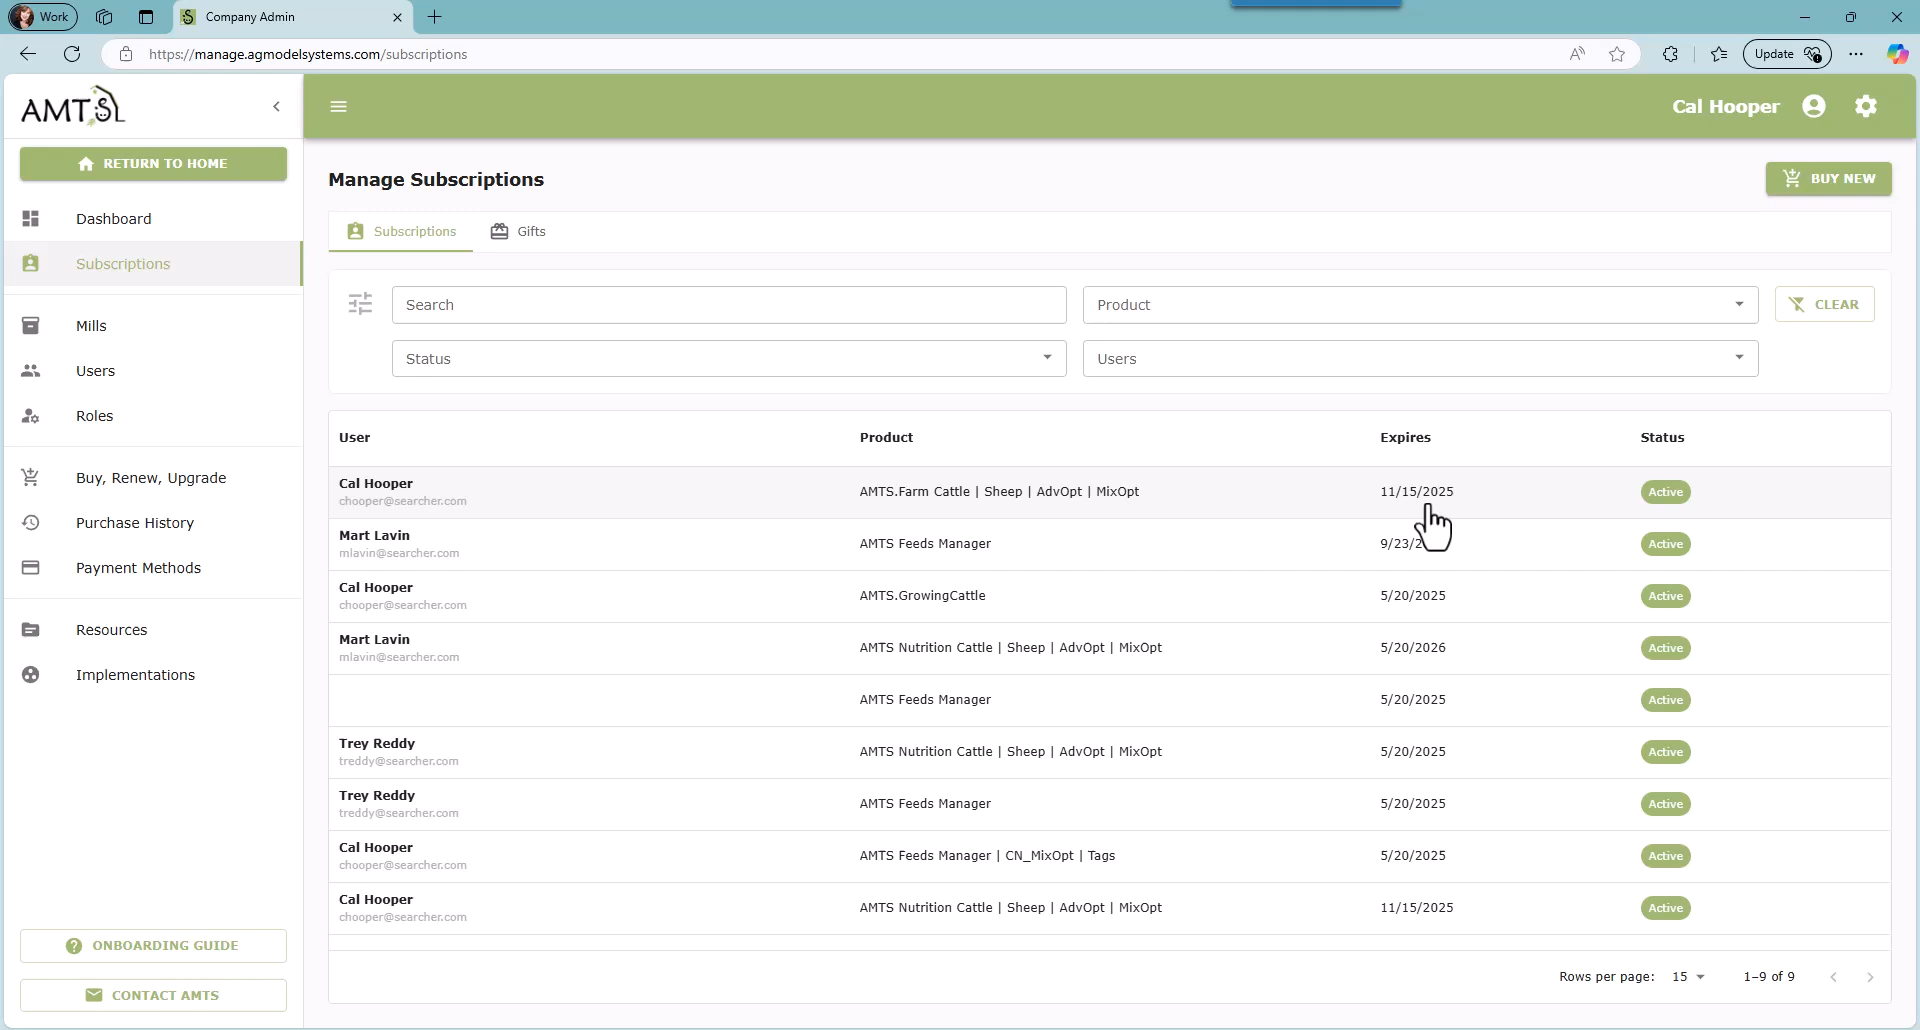 Work
Company Admin
https://manage.agmodelsystems.com/subscriptions
Update
AMTS
Cal Hooper
RETURN TO HOME
Dashboard
Subscriptions
Mills
Users
Roles
Buy, Renew, Upgrade
Purchase History
Payment Methods
Resources
Implementations
ONBOARDING GUIDE
CONTACT AMTS
Manage Subscriptions
BUY NEW
Subscriptions
Gifts
Search
Product
CLEAR
Status
Users
User Product Expires Status
Cal Hooper
chooper@searcher.com
AMTS.Farm Cattle | Sheep | AdvOpt | MixOpt
11/15/2025
Active
Mart Lavin
mlavin@searcher.com
AMTS Feeds Manager
9/23/2
Active
Cal Hooper
chooper@searcher.com
AMTS.GrowingCattle
5/20/2025
Active
Mart Lavin
mlavin@searcher.com
AMTS Nutrition Cattle | Sheep | AdvOpt | MixOpt
5/20/2026
Active
AMTS Feeds Manager
5/20/2025
Active
Trey Reddy
treddy@searcher.com
AMTS Nutrition Cattle | Sheep | AdvOpt | MixOpt
5/20/2025
Active
Trey Reddy
treddy@searcher.com
AMTS Feeds Manager
5/20/2025
Active
Cal Hooper
chooper@searcher.com
AMTS Feeds Manager | CN_MixOpt | Tags
5/20/2025
Active
Cal Hooper
chooper@searcher.com
AMTS Nutrition Cattle | Sheep | AdvOpt | MixOpt
11/15/2025
Active
Rows per page: 15 1–9 of 9